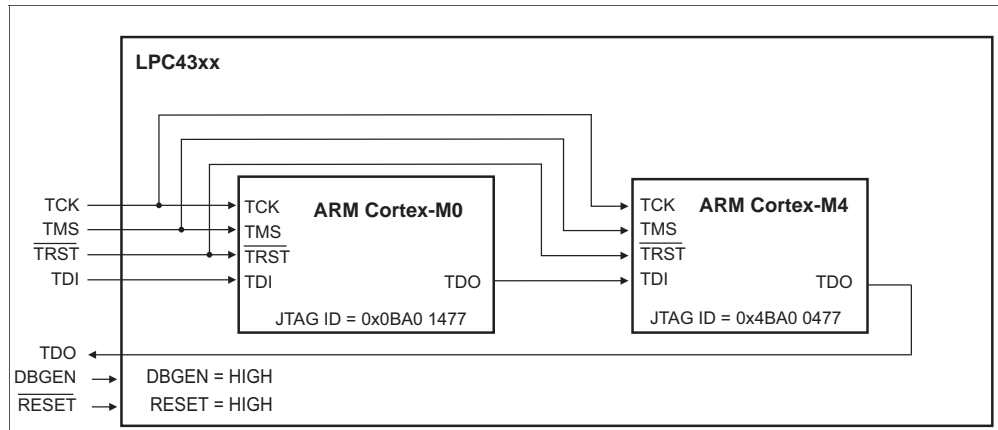 LPC43xx
TCK
TMS
TRST
TDI
TDO
DBGEN
RESET
TCK
TMS
TRST
TDI
ARM Cortex-M0
TDO
JTAG ID = 0x0BA0 1477
TCK
TMS
TRST
TDI
ARM Cortex-M4
TDO
JTAG ID = 0x4BA0 0477
DBGEN = HIGH
RESET = HIGH